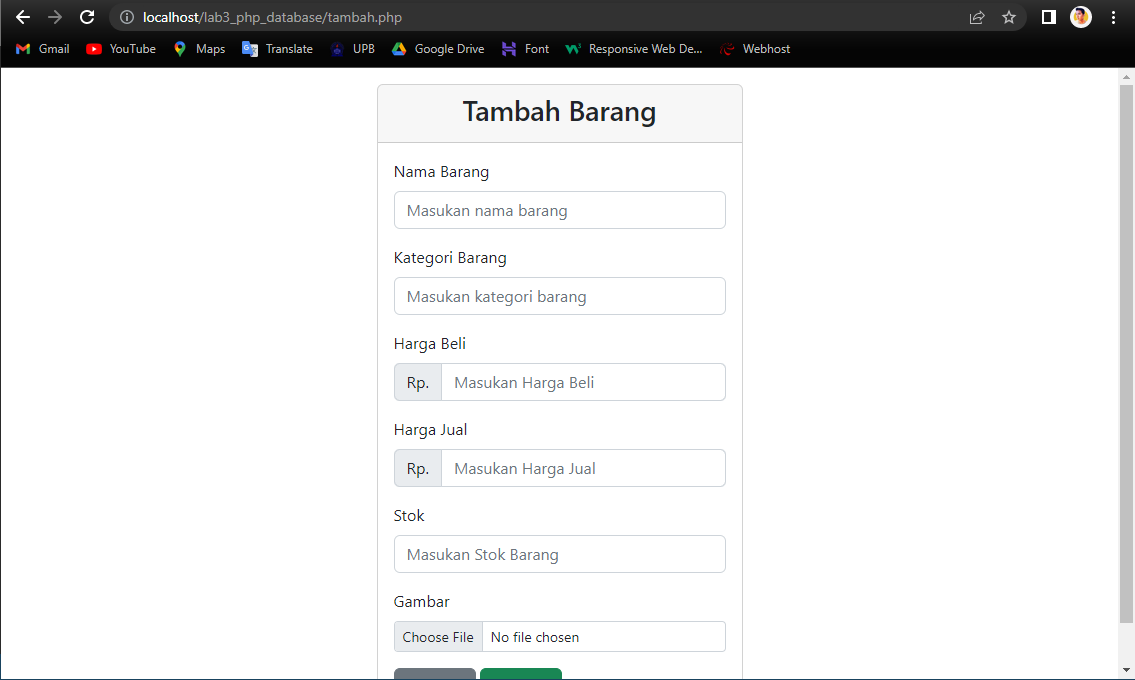 localhost/lab3_php_database/tambah.php
Gmail YouTube Maps Translate UPB Google Drive Font Responsive Web De... Webhost
Tambah Barang
Nama Barang
Masukan nama barang
Kategori Barang
Masukan kategori barang
Harga Beli
Rp. Masukan Harga Beli
Harga Jual
Rp. Masukan Harga Jual
Stok
Masukan Stok Barang
Gambar
Choose File No file chosen